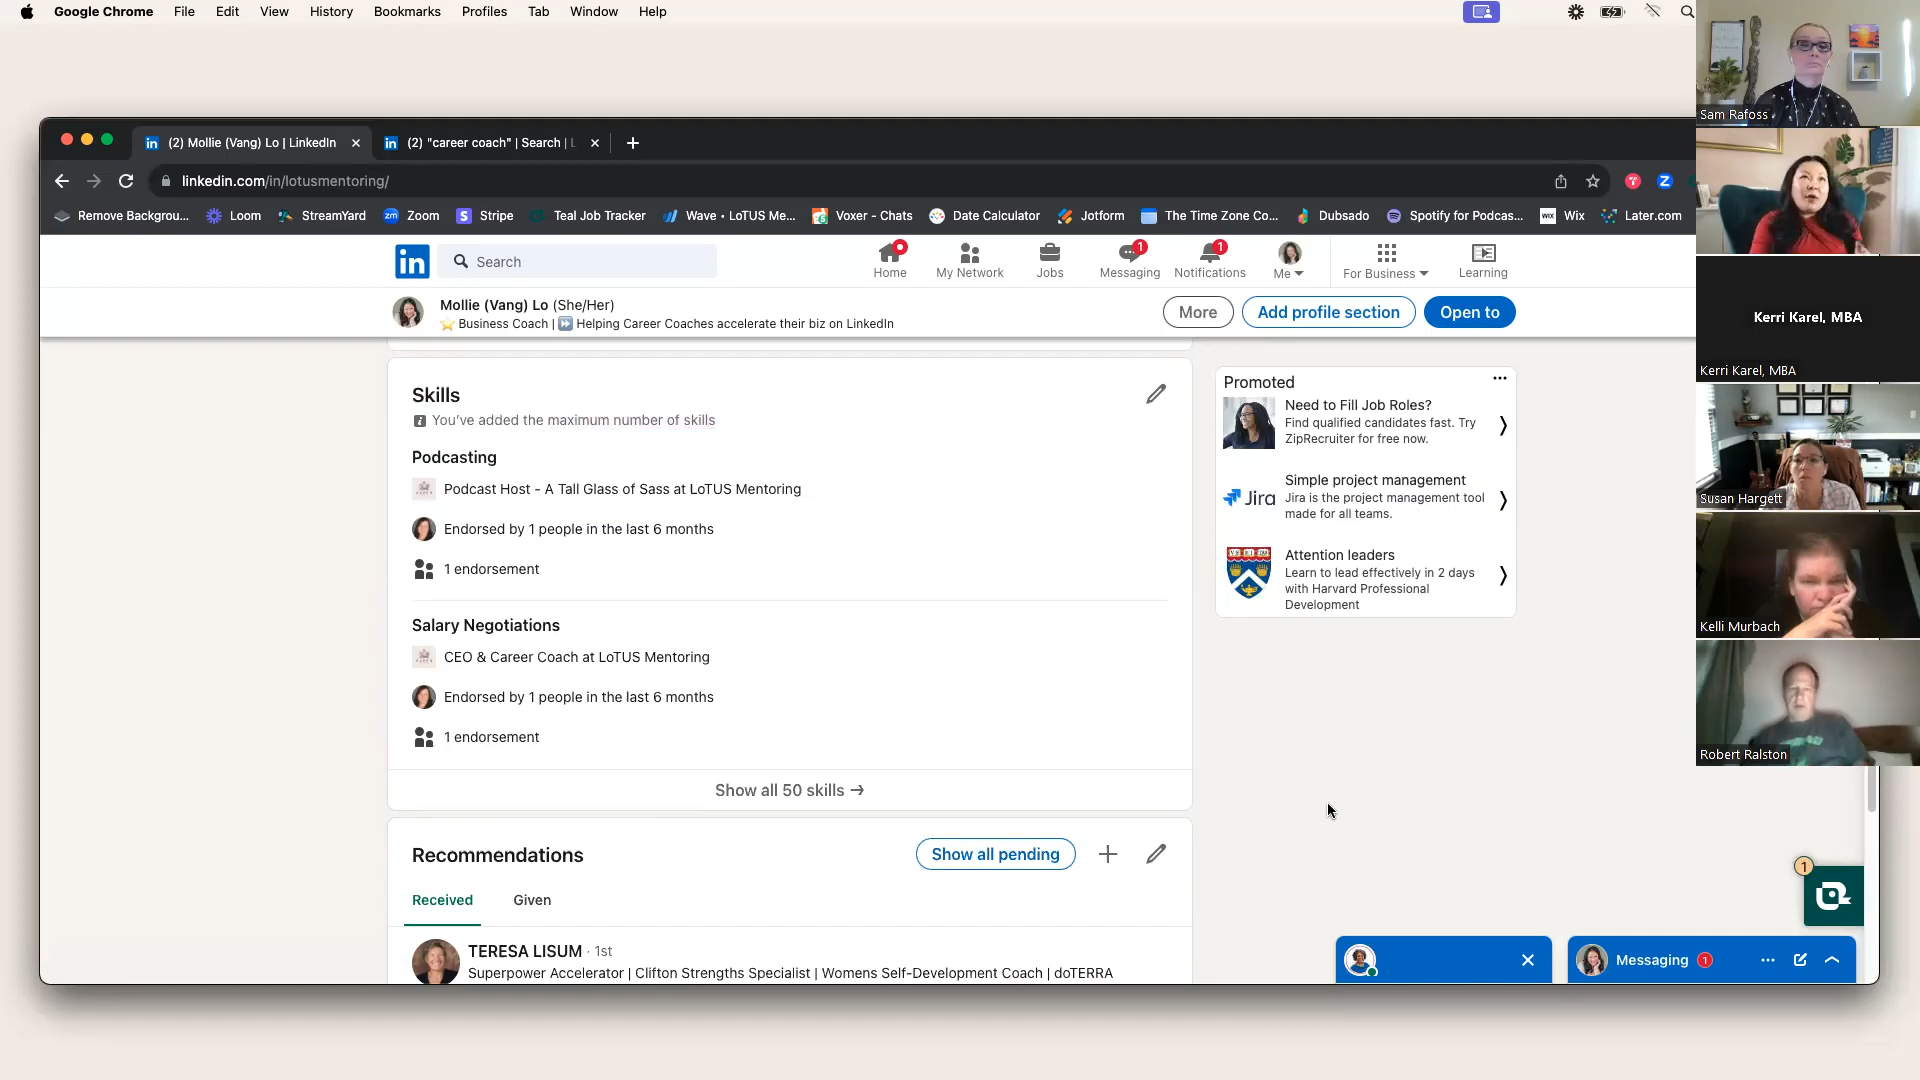 Google Chrome File Edit View History Bookmarks Profiles Tab Window Help
(2) Mollie (Vang) Lo | LinkedIn
(2) "career coach" | Search | L
linkedin.com/in/lotusmentoring/
Remove Backgrou... Loom StreamYard Zoom Stripe Teal Job Tracker Wave • LoTUS Me... Voxer - Chats Date Calculator Jotform The Time Zone Co... Dubsado Spotify for Podcas... Wix Later.com
Search
Home
My Network
Jobs
1
Messaging
1
Notifications
Me
For Business
Learning
Mollie (Vang) Lo (She/Her)
⭐ Business Coach | ⏩ Helping Career Coaches accelerate their biz on LinkedIn
More
Add profile section
Open to
Skills
You've added the maximum number of skills
Podcasting
Podcast Host - A Tall Glass of Sass at LoTUS Mentoring
Endorsed by 1 people in the last 6 months
1 endorsement
Salary Negotiations
CEO & Career Coach at LoTUS Mentoring
Endorsed by 1 people in the last 6 months
1 endorsement
Show all 50 skills →
Recommendations
Show all pending
Received
Given
TERESA LISUM · 1st
Superpower Accelerator | Clifton Strengths Specialist | Womens Self-Development Coach | doTERRA
Promoted
Need to Fill Job Roles?
Find qualified candidates fast. Try
ZipRecruiter for free now.
Jira
Simple project management
Jira is the project management tool
made for all teams.
Attention leaders
Learn to lead effectively in 2 days
with Harvard Professional
Development
1
Messaging 1
Sam Rafoss
Kerri Karel, MBA
Kerri Karel, MBA
Susan Hargett
Kelli Murbach
Robert Ralston